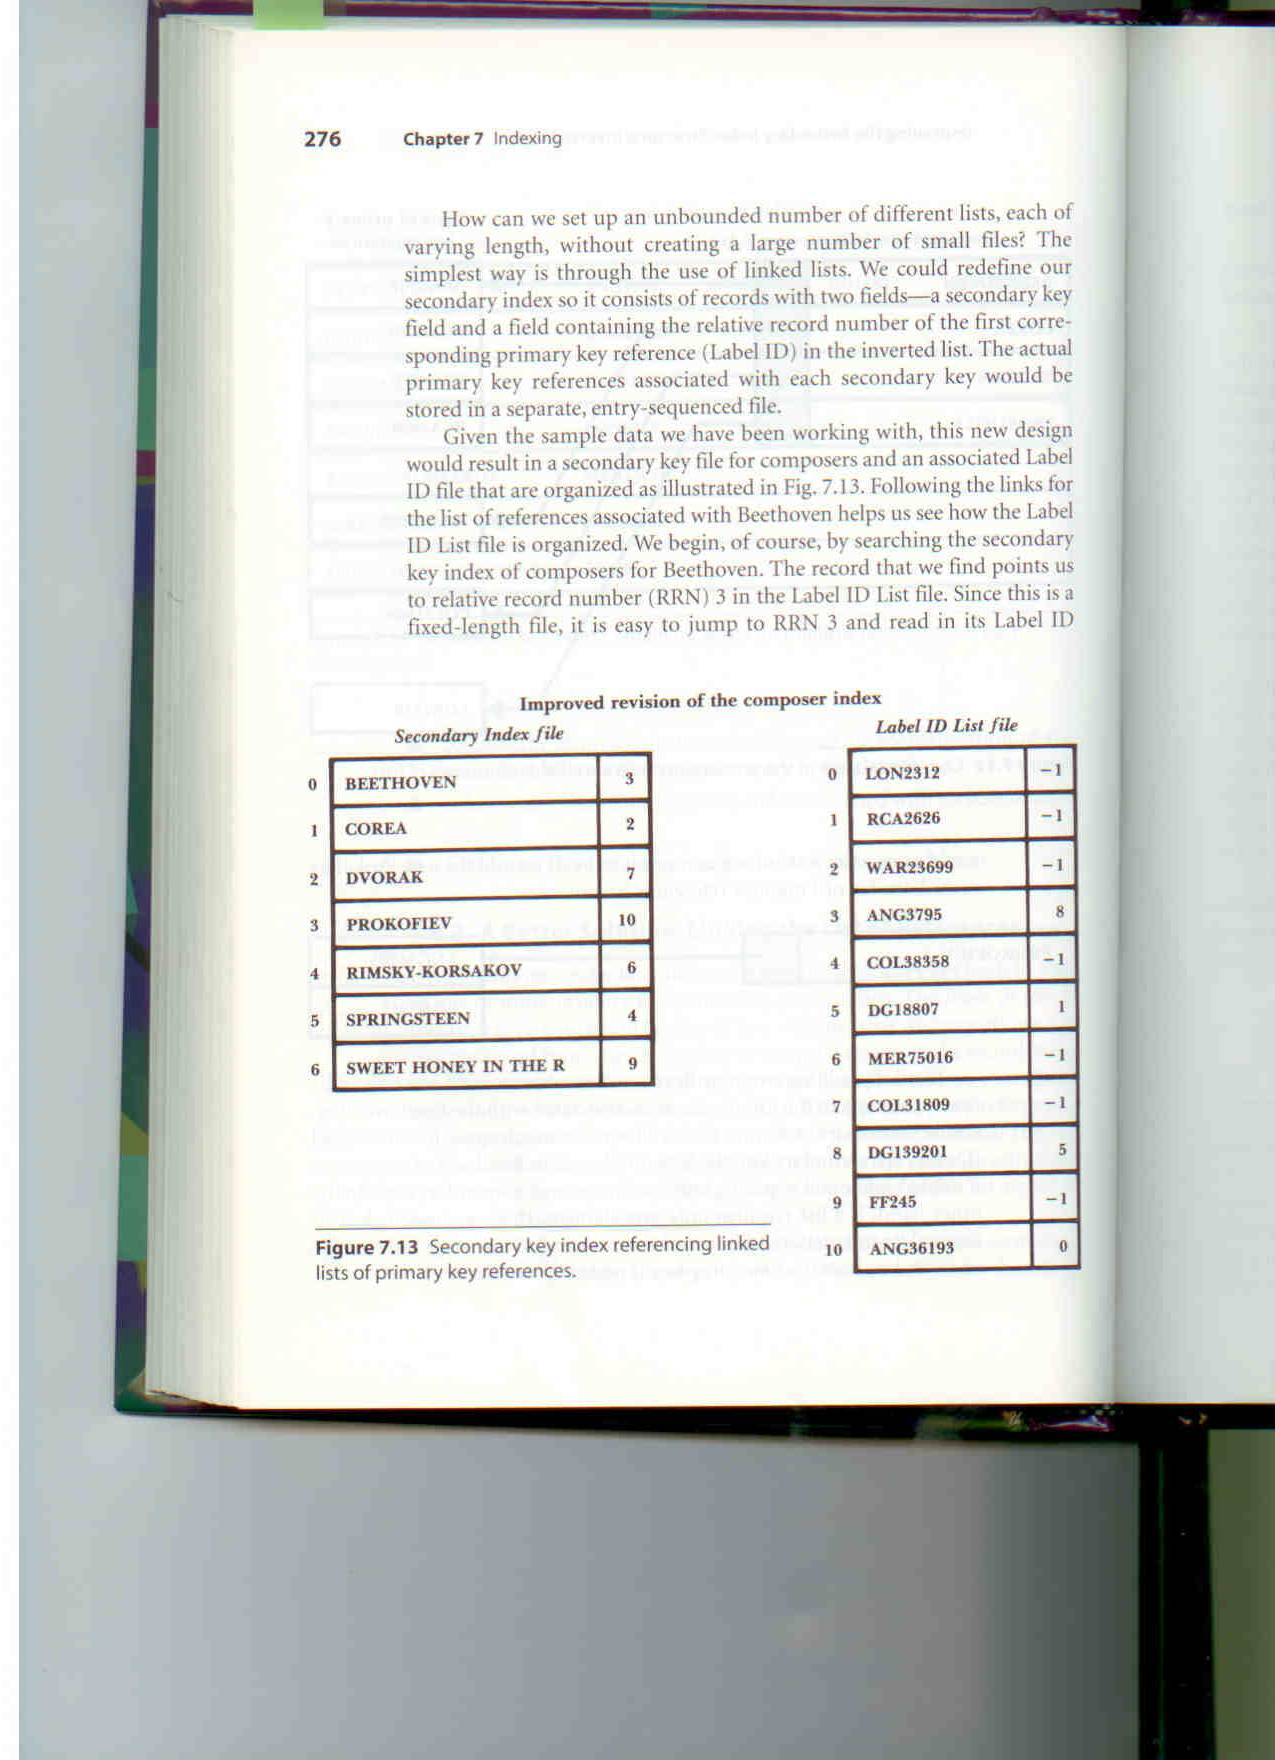 276 Chapter 7 Indexing
How can we set up an unbounded number of different lists, each of
varying length, without creating a large number of small files? The
simplest way is through the use of linked lists. We could redefine our
secondary index so it consists of records with two fields—a secondary key
field and a field containing the relative record number of the first corre-
sponding primary key reference (Label ID) in the inverted list. The actual
primary key references associated with each secondary key would be
stored in a separate, entry-sequenced file.
Given the sample data we have been working with, this new design
would result in a secondary key file for composers and an associated Label
ID file that are organized as illustrated in Fig. 7.13. Following the links for
the list of references associated with Beethoven helps us see how the Label
ID List file is organized. We begin, of course, by searching the secondary
key index of composers for Beethoven. The record that we find points us
to relative record number (RRN) 3 in the Label ID List file. Since this is a
fixed-length file, it is easy to jump to RRN 3 and read in its Label ID
Improved revision of the composer index
Secondary Index file
0 BEETHOVEN 3
1 COREA 2
2 DVORAK 7
3 PROKOFIEV 10
4 RIMSKY-KORSAKOV 6
5 SPRINGSTEEN 4
6 SWEET HONEY IN THE R 9
Label ID List file
0 LON2312 −1
1 RCA2626 −1
2 WAR23699 −1
3 ANG3795 8
4 COL38358 −1
5 DG18807 1
6 MER75016 −1
7 COL31809 −1
8 DG139201 5
9 FF245 −1
10 ANG36193 0
Figure 7.13 Secondary key index referencing linked
lists of primary key references.